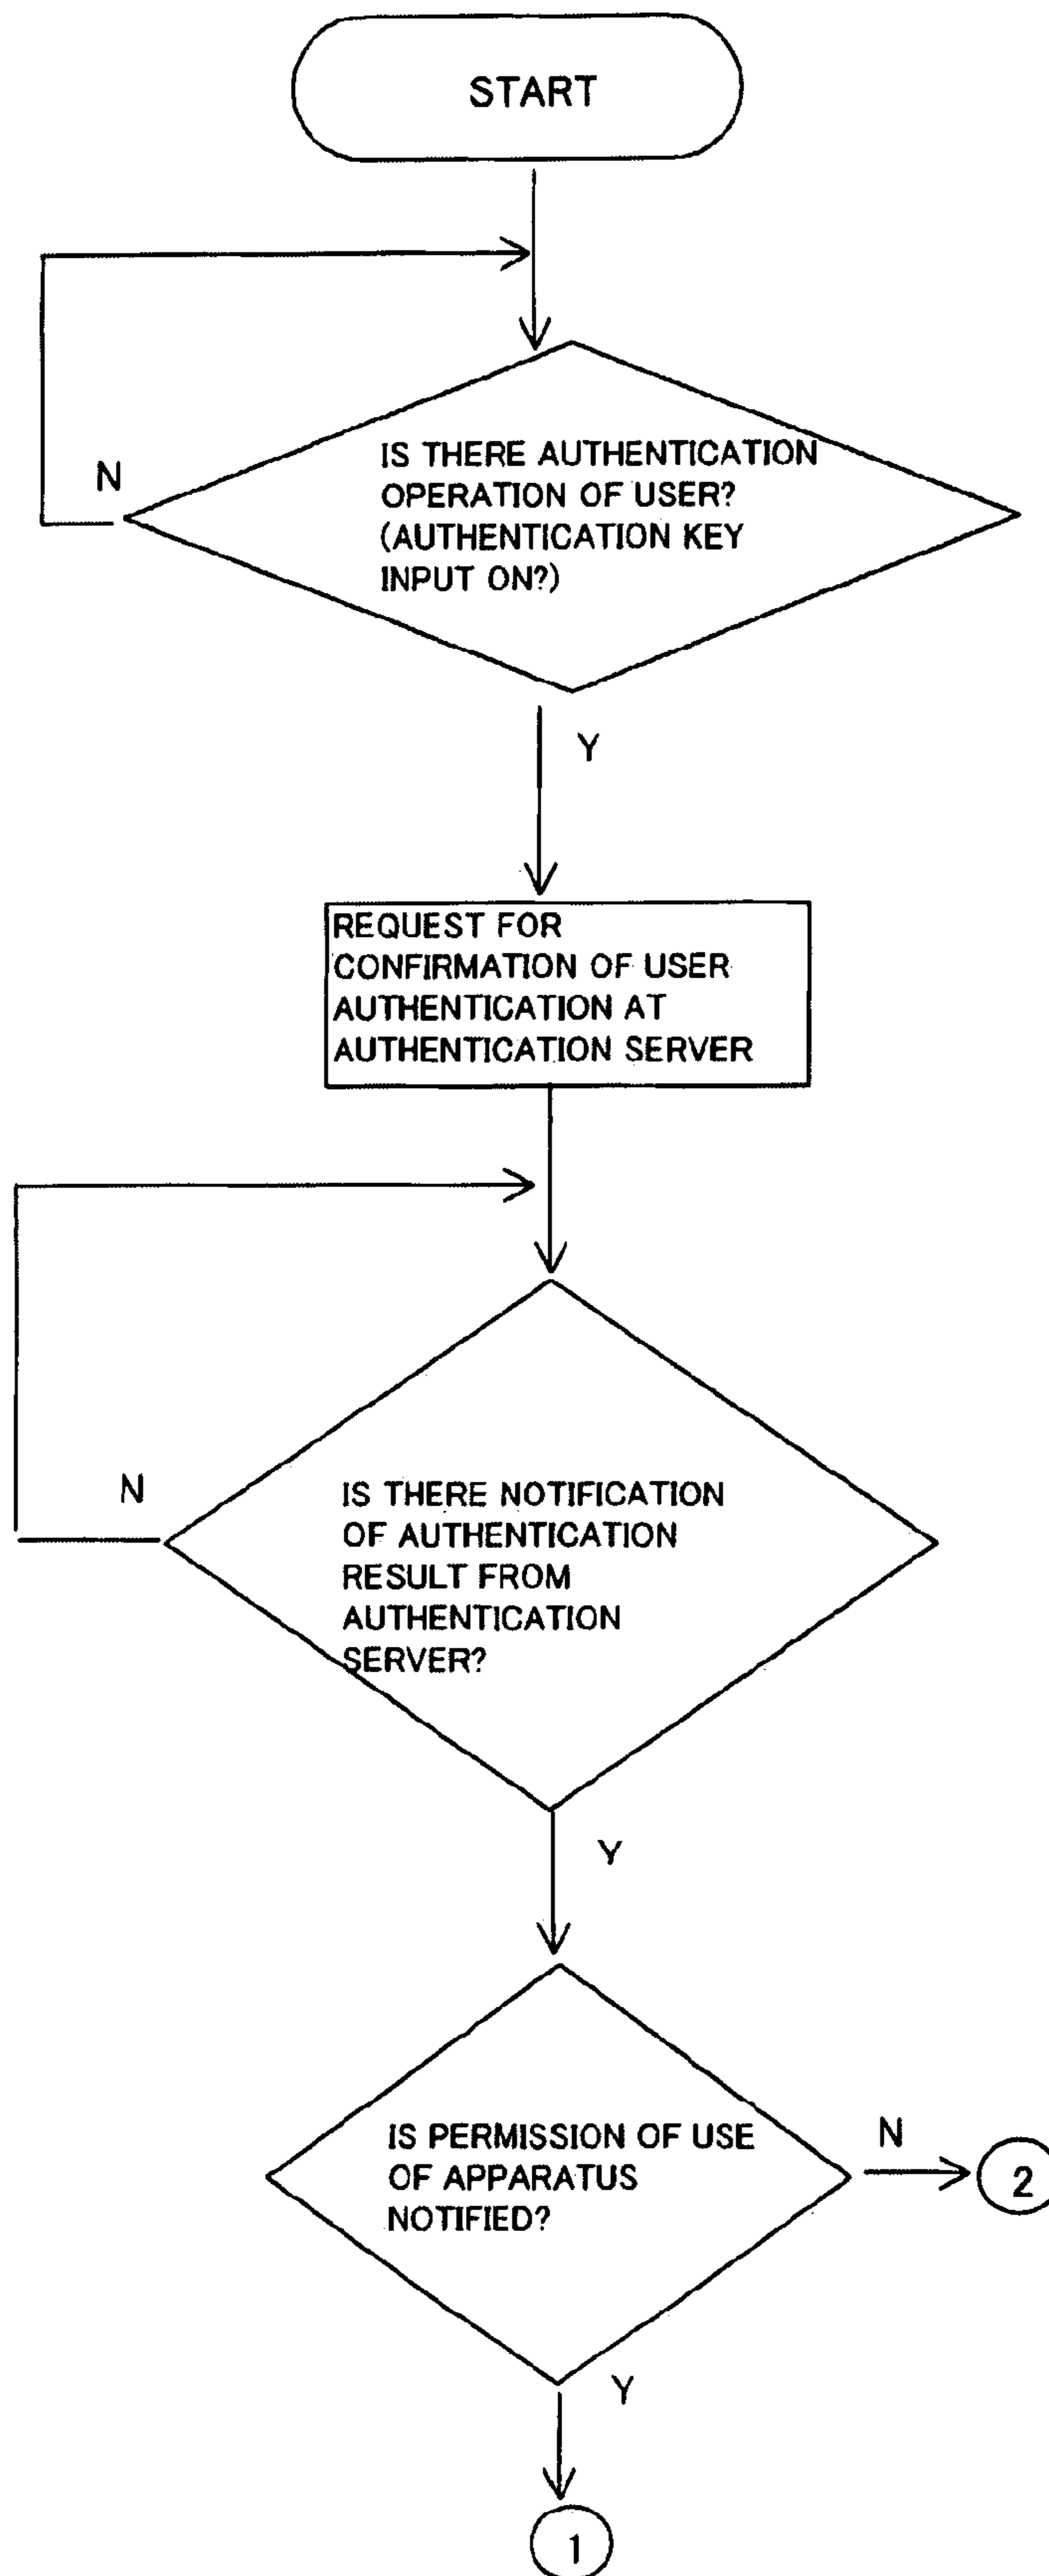 START
N
IS THERE AUTHENTICATION
OPERATION OF USER?
(AUTHENTICATION KEY
INPUT ON?)
Y
REQUEST FOR
CONFIRMATION OF USER
AUTHENTICATION AT
AUTHENTICATION SERVER
N
IS THERE NOTIFICATION
OF AUTHENTICATION
RESULT FROM
AUTHENTICATION
SERVER?
Y
IS PERMISSION OF USE
OF APPARATUS
NOTIFIED?
N
2
Y
1